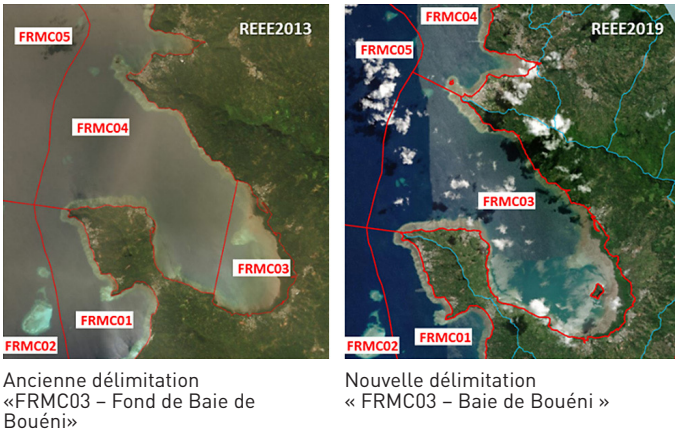 REEE2013
FRMC05
FRMC04
FRMC03
FRMC01
FRMC02
REEE2019
FRMC04
FRMC05
FRMC03
FRMC01
FRMC02
Ancienne délimitation
«FRMC03 – Fond de Baie de
Bouéni»
Nouvelle délimitation
« FRMC03 – Baie de Bouéni »